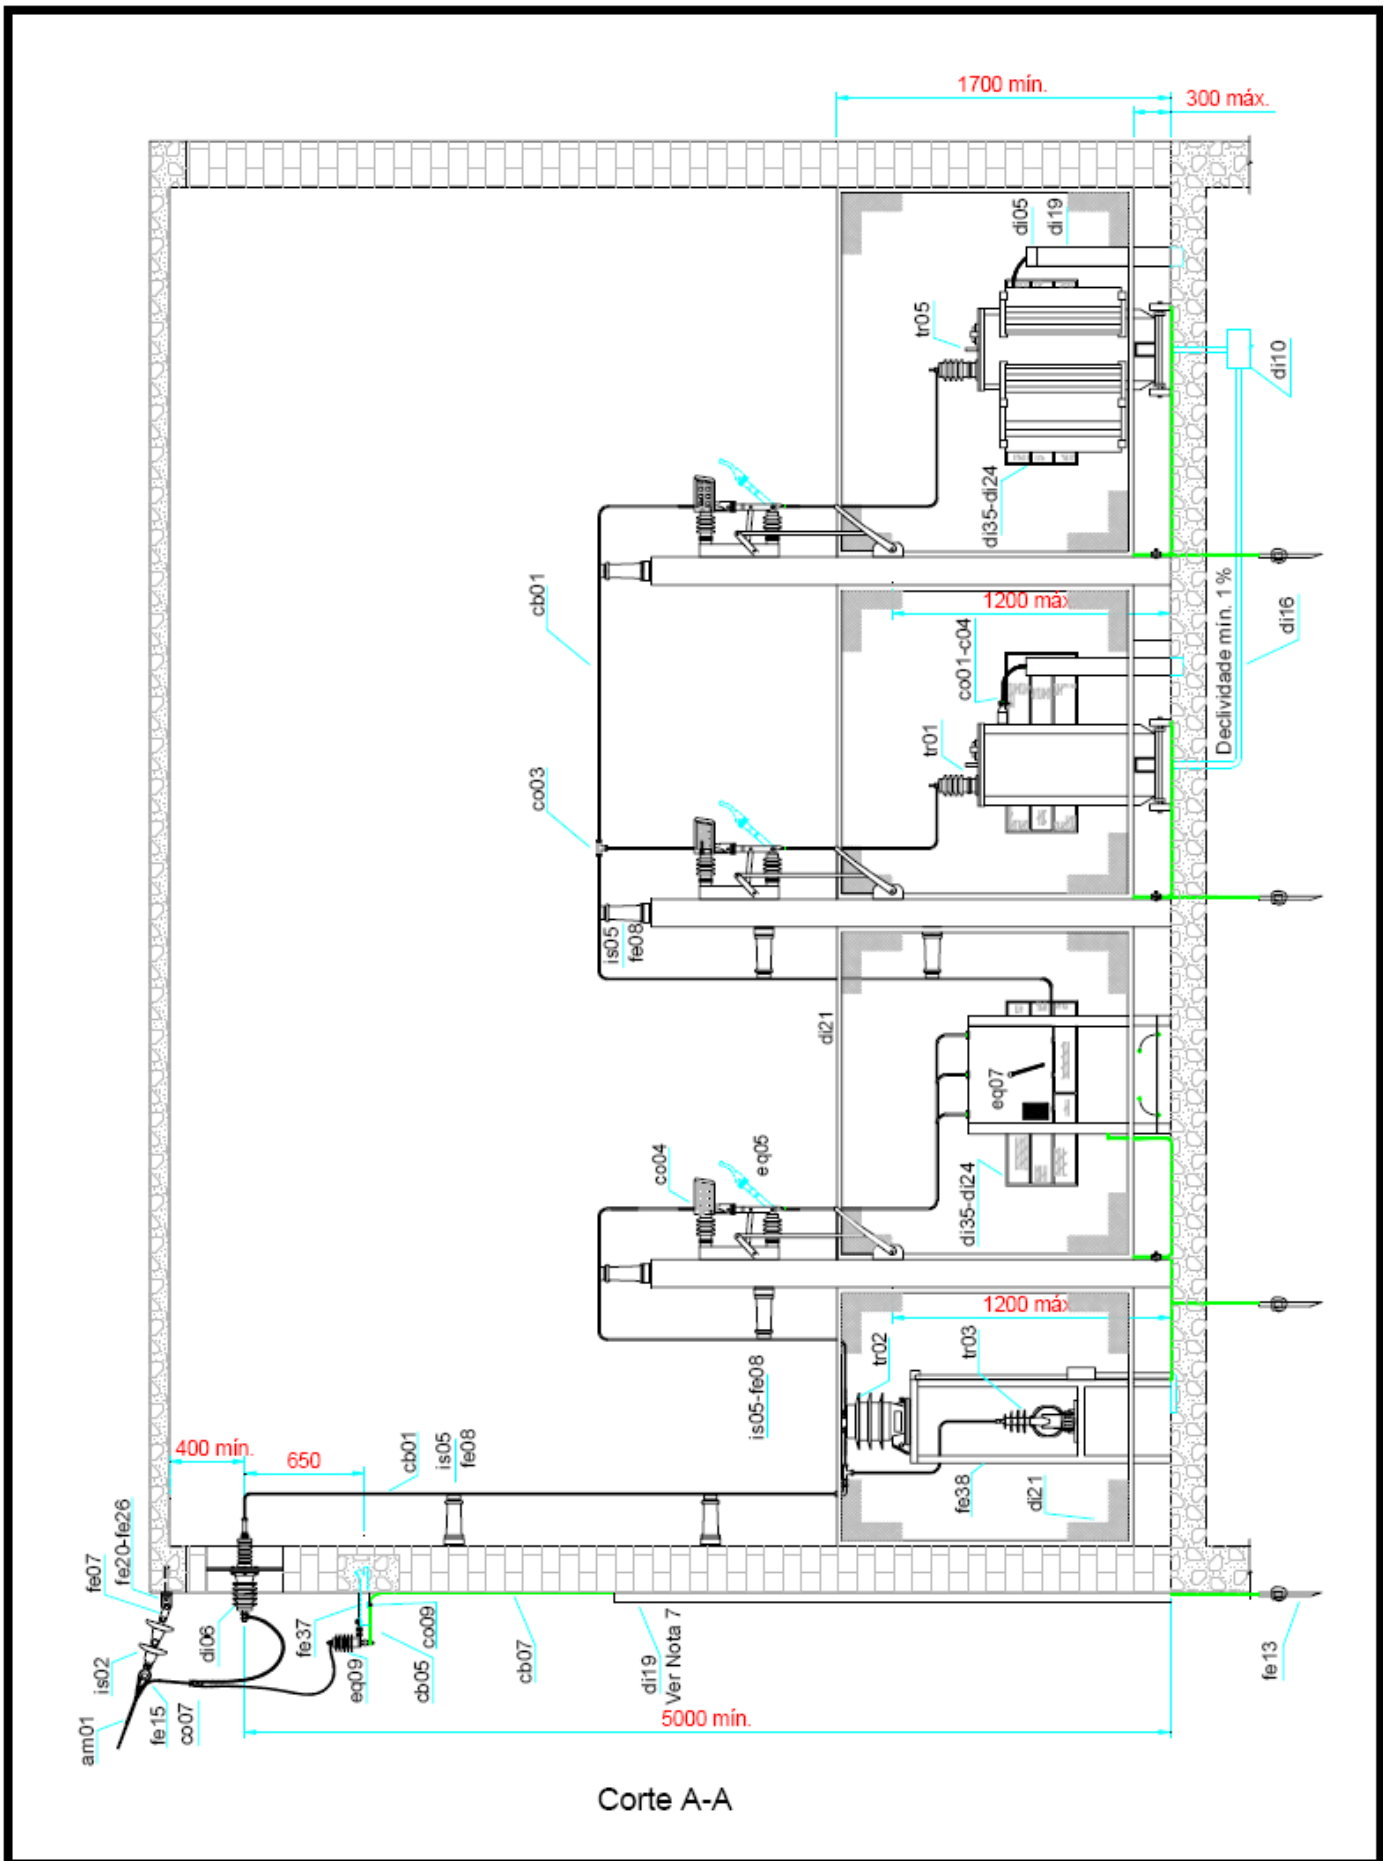 1700 mín.
300 máx.
di05
di19
tr05
di10
di35-di24
cb01
1200 máx
co01-c04
Declividade mín. 1 %
di16
tr01
co03
is05
fe08
di21
eq07
co04
eq05
di35-di24
1200 máx
tr02
tr03
is05-fe08
400 mín.
650
cb01
is05
fe08
fe38
di21
fe07
fe20-fe26
is02
di06
fe37
co09
am01
fe15
co07
eq09
cb05
cb07
di19
Ver Nota 7
fe13
5000 mín.
Corte A-A